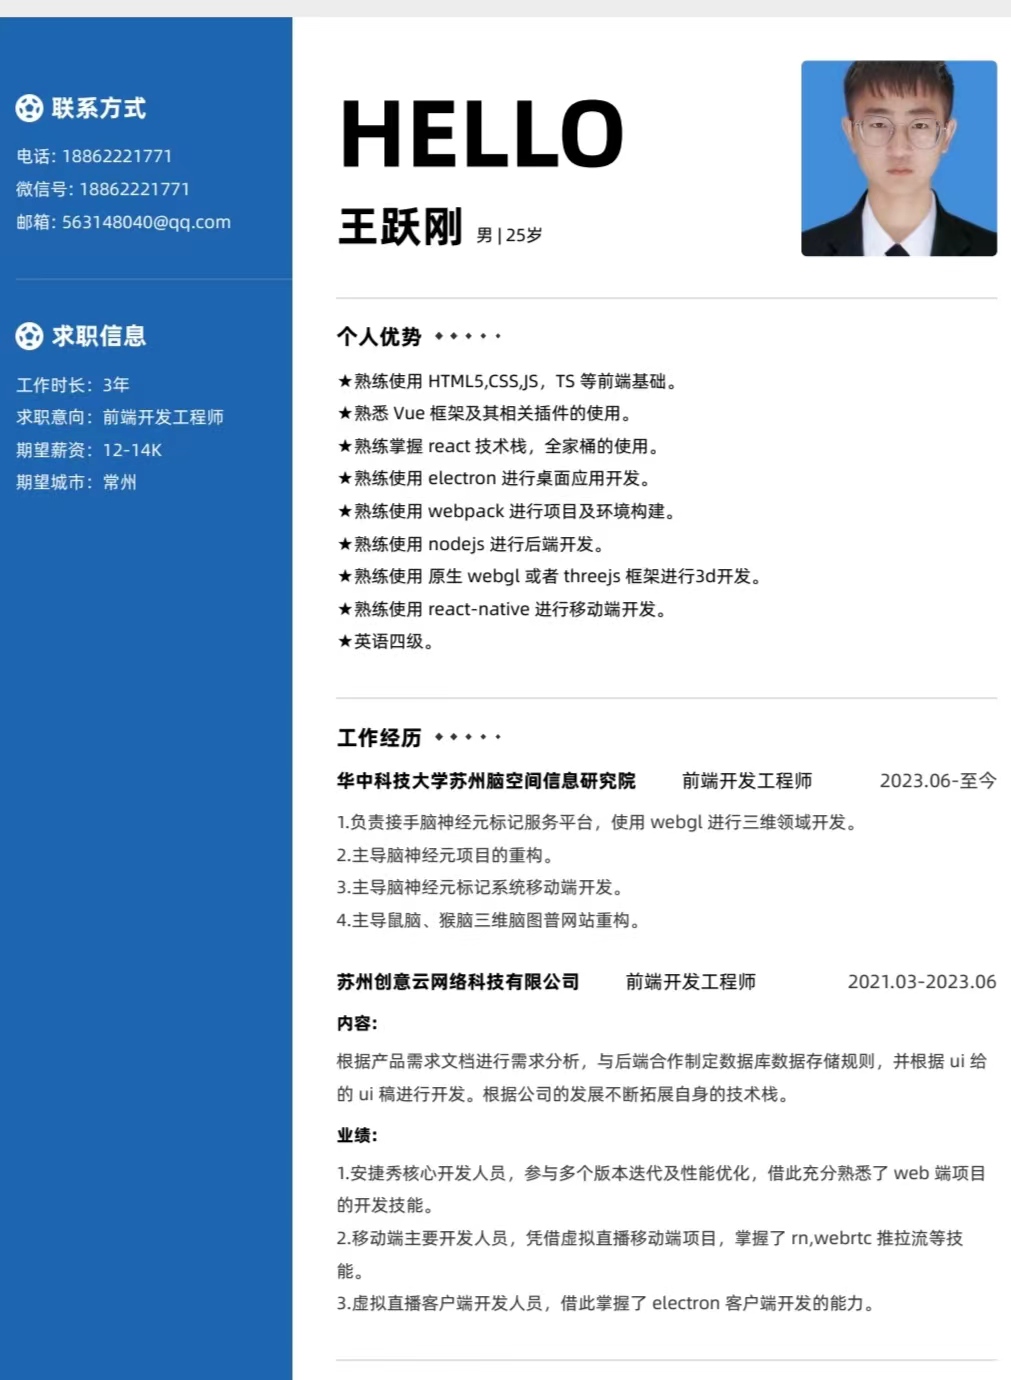 联系方式
电话: 18862221771
微信号: 18862221771
邮箱: 563148040@qq.com
求职信息
工作时长：3年
求职意向：前端开发工程师
期望薪资：12-14K
期望城市：常州
HELLO
王跃刚 男 | 25岁
个人优势
★熟练使用 HTML5,CSS,JS，TS 等前端基础。
★熟悉 Vue 框架及其相关插件的使用。
★熟练掌握 react 技术栈，全家桶的使用。
★熟练使用 electron 进行桌面应用开发。
★熟练使用 webpack 进行项目及环境构建。
★熟练使用 nodejs 进行后端开发。
★熟练使用 原生 webgl 或者 threejs 框架进行3d开发。
★熟练使用 react-native 进行移动端开发。
★英语四级。
工作经历
华中科技大学苏州脑空间信息研究院 前端开发工程师 2023.06-至今
1.负责接手脑神经元标记服务平台，使用 webgl 进行三维领域开发。
2.主导脑神经元项目的重构。
3.主导脑神经元标记系统移动端开发。
4.主导鼠脑、猴脑三维脑图普网站重构。
苏州创意云网络科技有限公司 前端开发工程师 2021.03-2023.06
内容：
根据产品需求文档进行需求分析，与后端合作制定数据库数据存储规则，并根据 ui 给
的 ui 稿进行开发。根据公司的发展不断拓展自身的技术栈。
业绩：
1.安捷秀核心开发人员，参与多个版本迭代及性能优化，借此充分熟悉了 web 端项目
的开发技能。
2.移动端主要开发人员，凭借虚拟直播移动端项目，掌握了 rn,webrtc 推拉流等技
能。
3.虚拟直播客户端开发人员，借此掌握了 electron 客户端开发的能力。